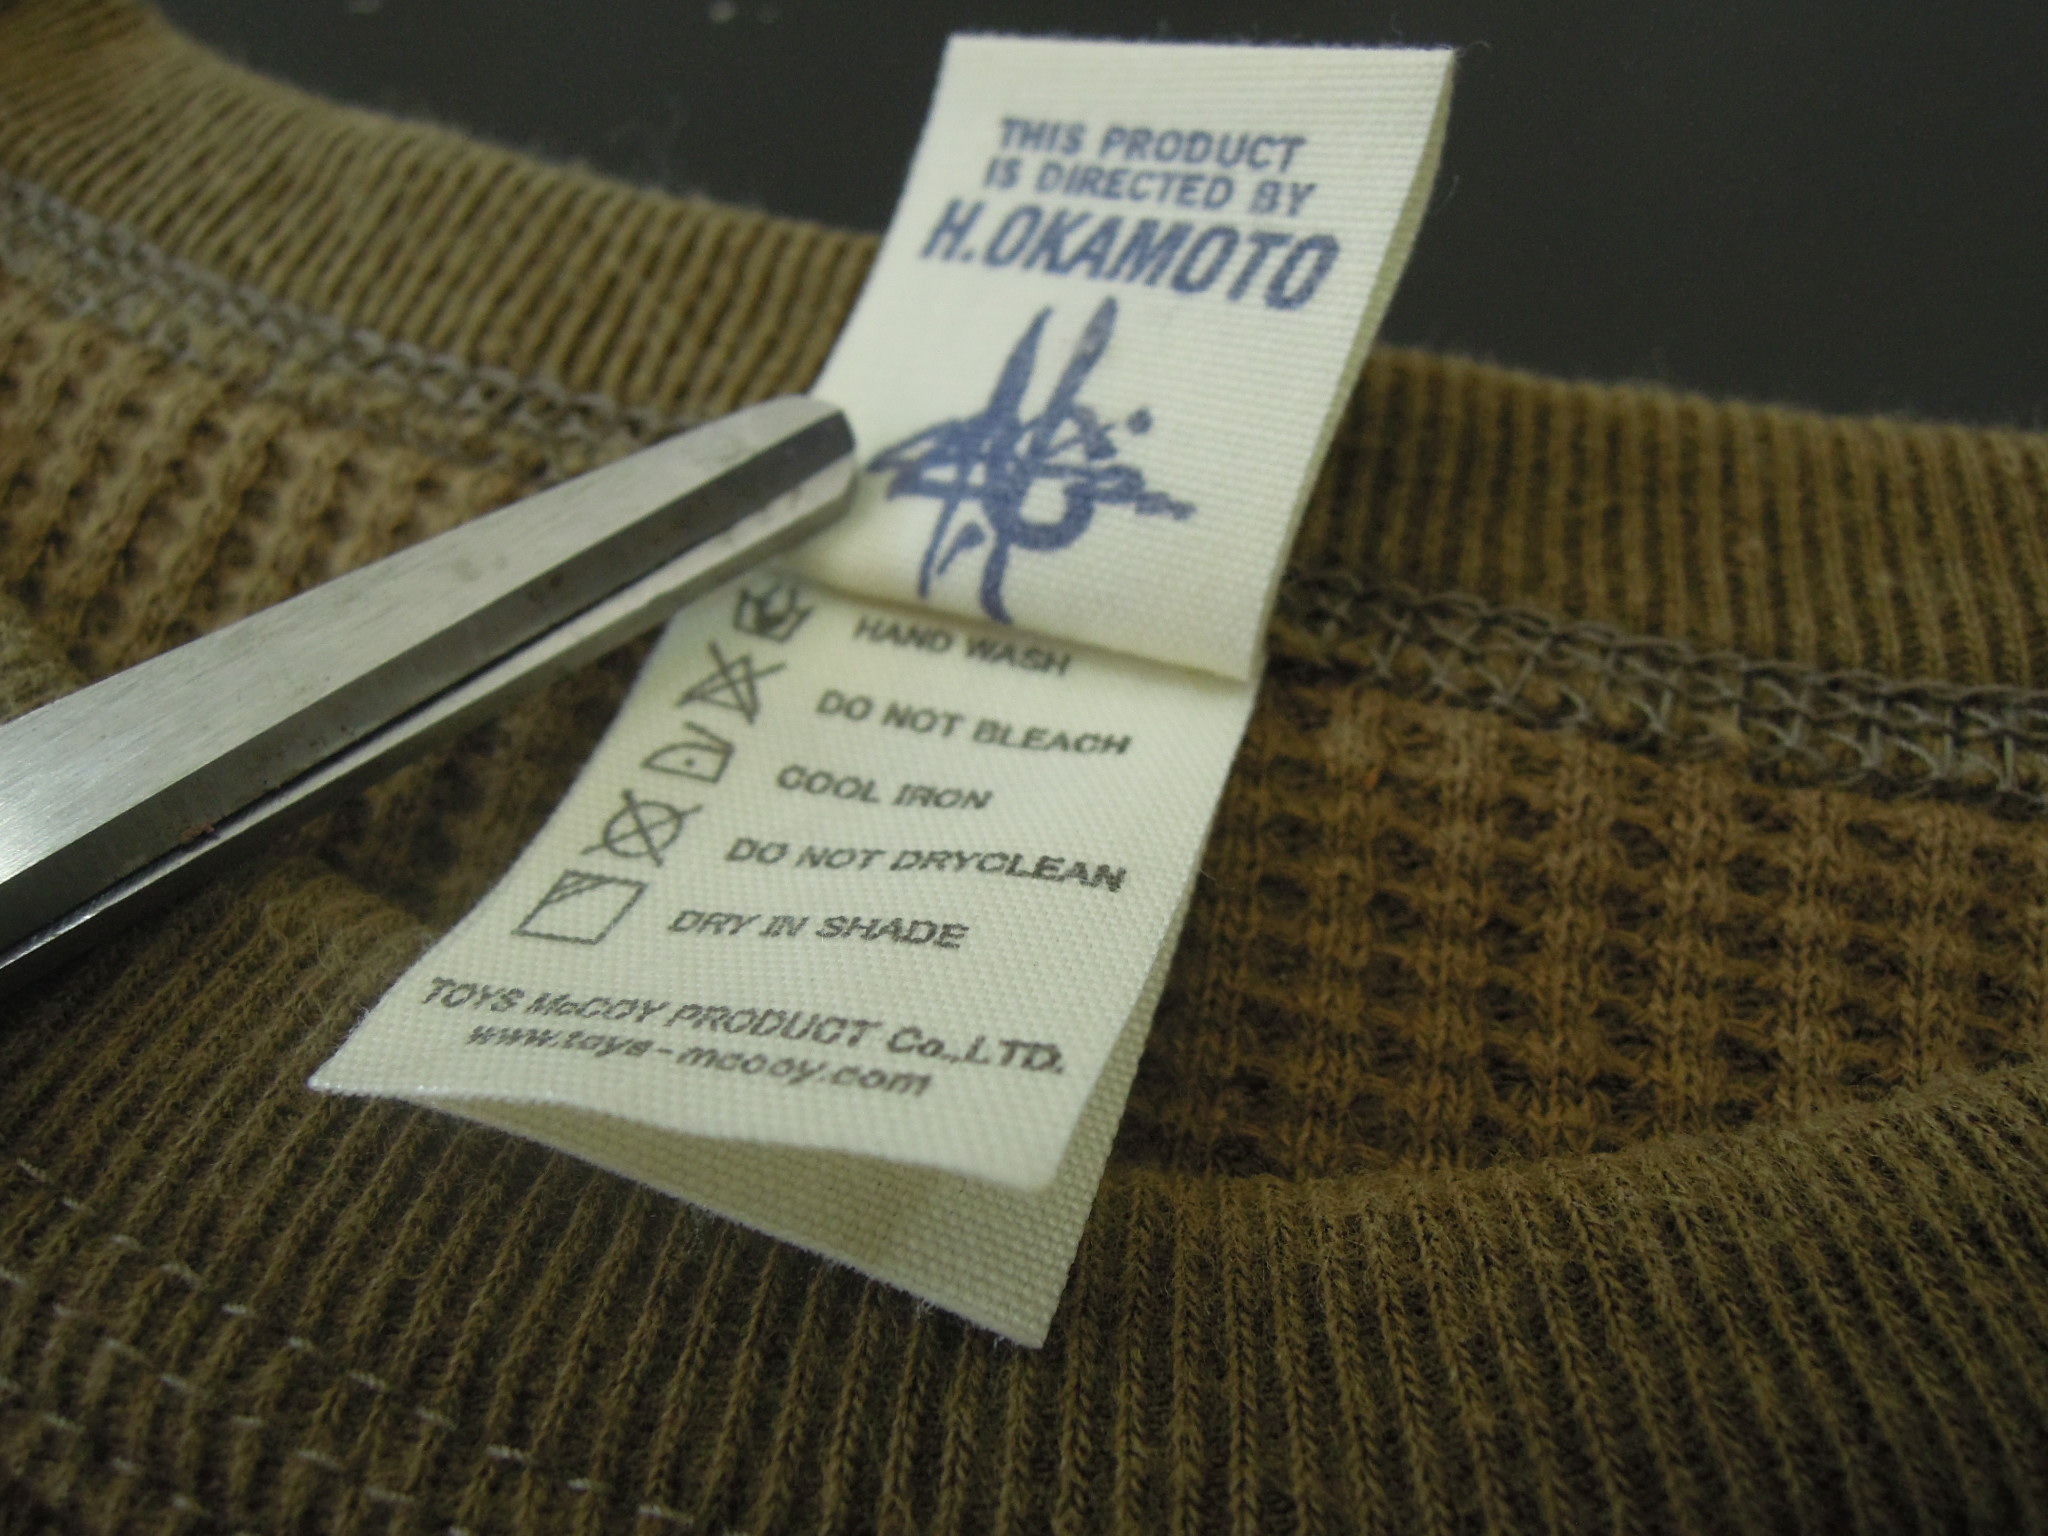 THIS PRODUCT
IS DIRECTED BY
H.OKAMOTO
HAND WASH
DO NOT BLEACH
COOL IRON
DO NOT DRYCLEAN
DRY IN SHADE
TOYS McCOY PRODUCT Co.,LTD.
www.toys-mccoy.com